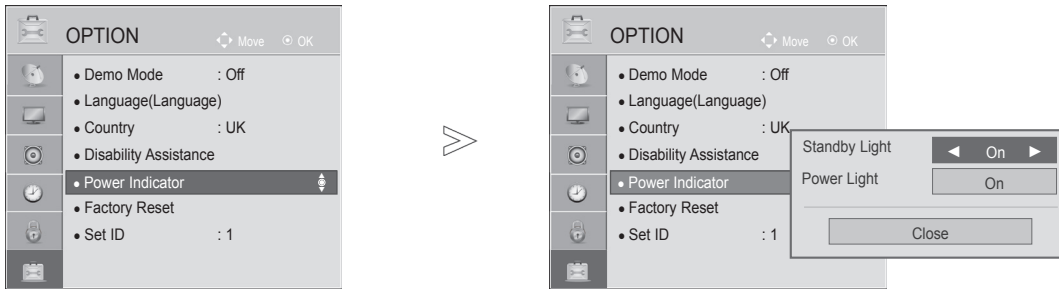 OPTION
Move OK
• Demo Mode : Off
• Language(Language)
• Country : UK
• Disability Assistance
• Power Indicator
• Factory Reset
• Set ID : 1
OPTION
Move OK
• Demo Mode : Off
• Language(Language)
• Country : UK
• Disability Assistance
• Power Indicator
• Factory Reset
• Set ID : 1
Standby Light ◀ On ▶
Power Light On
Close